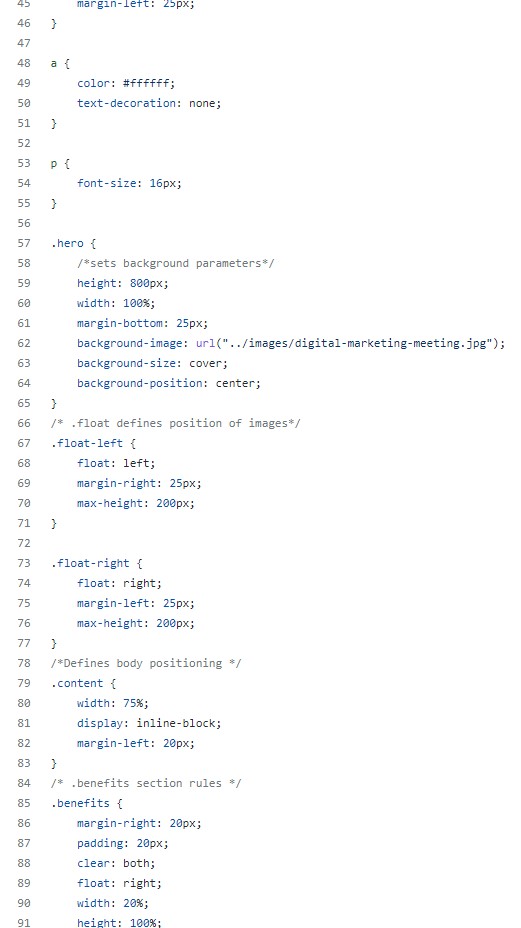 45 margin-left: 25px;
46 }
47
48 a {
49 color: #ffffff;
50 text-decoration: none;
51 }
52
53 p {
54 font-size: 16px;
55 }
56
57 .hero {
58 /*sets background parameters*/
59 height: 800px;
60 width: 100%;
61 margin-bottom: 25px;
62 background-image: url("../images/digital-marketing-meeting.jpg");
63 background-size: cover;
64 background-position: center;
65 }
66 /* .float defines position of images*/
67 .float-left {
68 float: left;
69 margin-right: 25px;
70 max-height: 200px;
71 }
72
73 .float-right {
74 float: right;
75 margin-left: 25px;
76 max-height: 200px;
77 }
78 /*Defines body positioning */
79 .content {
80 width: 75%;
81 display: inline-block;
82 margin-left: 20px;
83 }
84 /* .benefits section rules */
85 .benefits {
86 margin-right: 20px;
87 padding: 20px;
88 clear: both;
89 float: right;
90 width: 20%;
91 height: 100%;